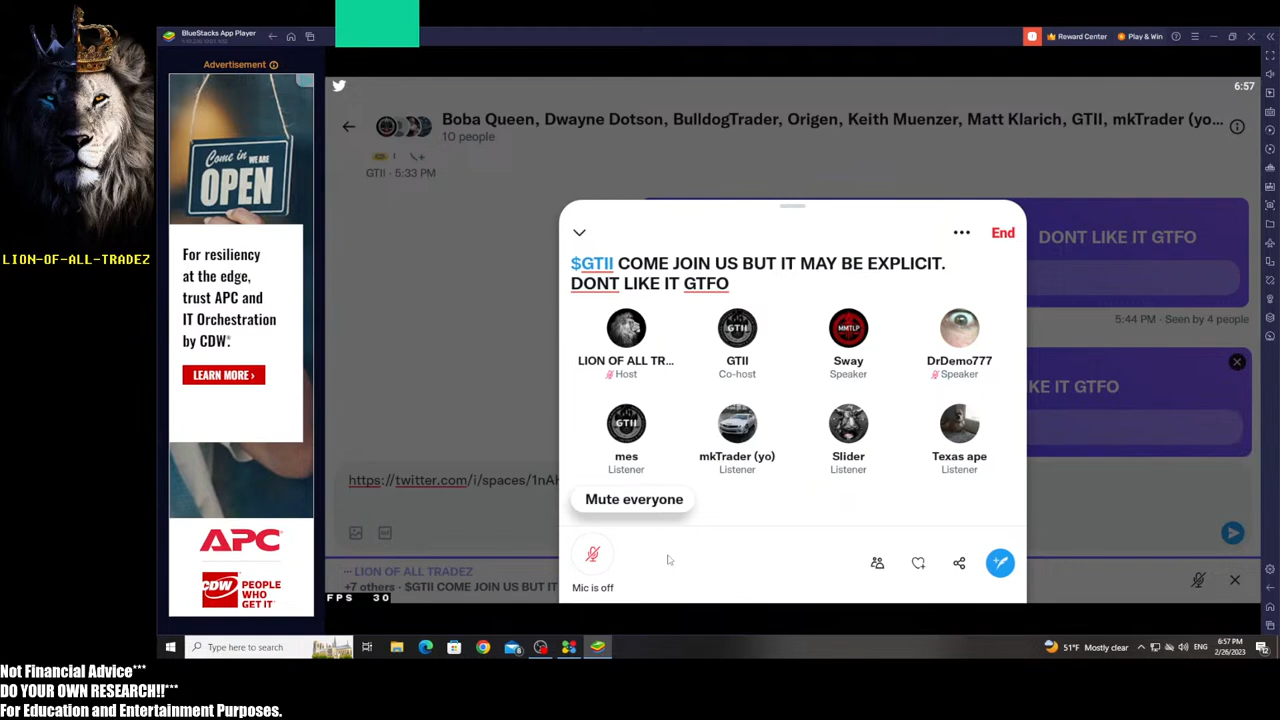 BlueStacks App Player
Reward Center
Play & Win
Advertisement
6:57
Boba Queen, Dwayne Dotson, BulldogTrader, Origen, Keith Muenzer, Matt Klarich, GTII, mkTrader (yo...
10 people
1
GTII · 5:33 PM
Come in
WE ARE
OPEN
For resiliency
at the edge,
trust APC and
IT Orchestration
by CDW.
LEARN MORE ›
APC
CDW
PEOPLE
WHO
GET IT
LION-OF-ALL-TRADEZ
DONT LIKE IT GTFO
5:44 PM · Seen by 4 people
KE IT GTFO
End
$GTII COME JOIN US BUT IT MAY BE EXPLICIT.
DONT LIKE IT GTFO
LION OF ALL TR...
Host
GTII
Co-host
MMTLP
Sway
Speaker
DrDemo777
Speaker
GTII
mes
Listener
mkTrader (yo)
Listener
Slider
Listener
Texas ape
Listener
Mute everyone
Mic is off
https://twitter.com/i/spaces/1nA
LION OF ALL TRADEZ
+7 others · $GTII COME JOIN US BUT IT
FPS 30
Type here to search
51°F Mostly clear
ENG
6:57 PM
2/26/2023
Not Financial Advice***
DO YOUR OWN RESEARCH!!***
For Education and Entertainment Purposes.